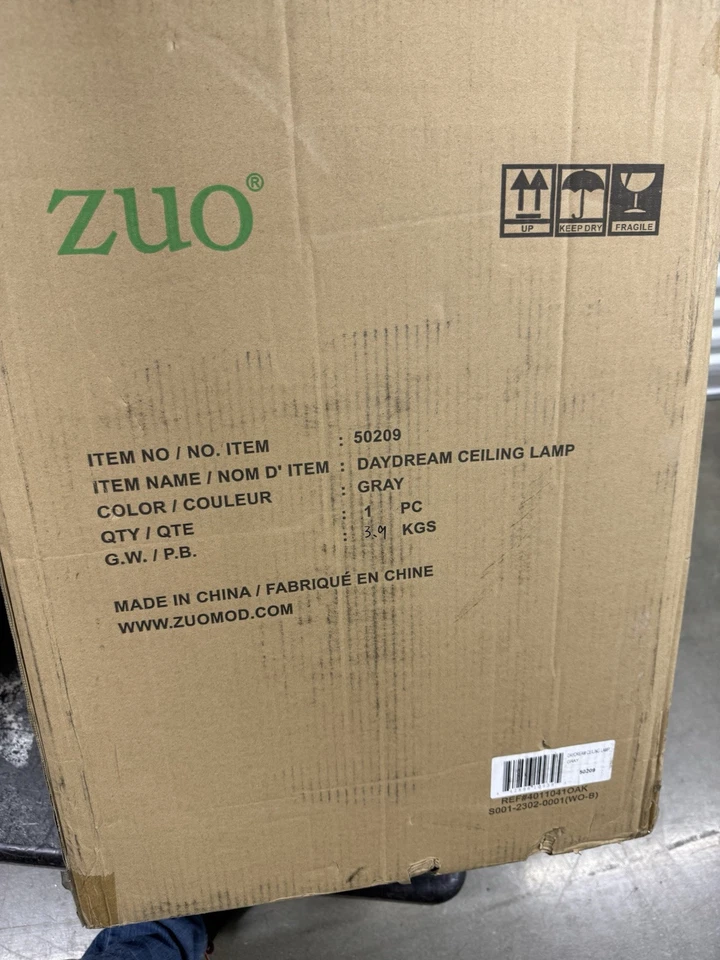 zuo®
UP
KEEP DRY
FRAGILE
ITEM NO / NO. ITEM : 50209
ITEM NAME / NOM D' ITEM : DAYDREAM CEILING LAMP
COLOR / COULEUR : GRAY
QTY / QTE : 1 PC
G.W. / P.B. : 3.9 KGS
MADE IN CHINA / FABRIQUÉ EN CHINE
WWW.ZUOMOD.COM
50209
REF#4011041OAK
S001-2302-0001(WO-B)